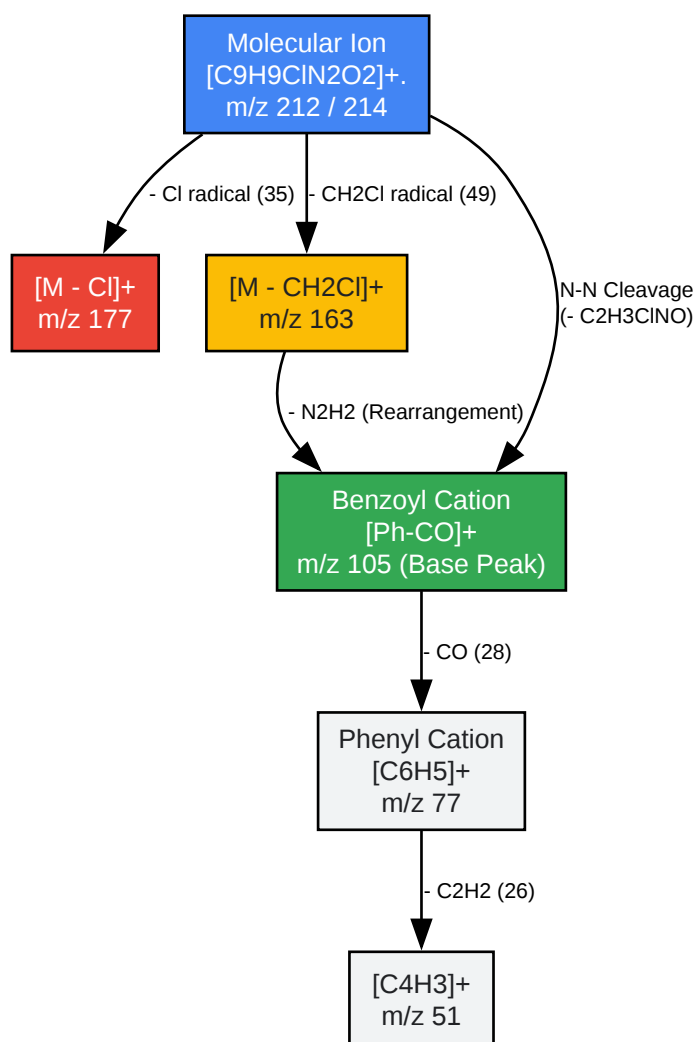 Molecular Ion
[C9H9ClN2O2]+.
m/z 212 / 214
- Cl radical (35)
- CH2Cl radical (49)
[M - Cl]+
m/z 177
[M - CH2Cl]+
m/z 163
N-N Cleavage
(- C2H3ClNO)
- N2H2 (Rearrangement)
Benzoyl Cation
[Ph-CO]+
m/z 105 (Base Peak)
- CO (28)
Phenyl Cation
[C6H5]+
m/z 77
- C2H2 (26)
[C4H3]+
m/z 51